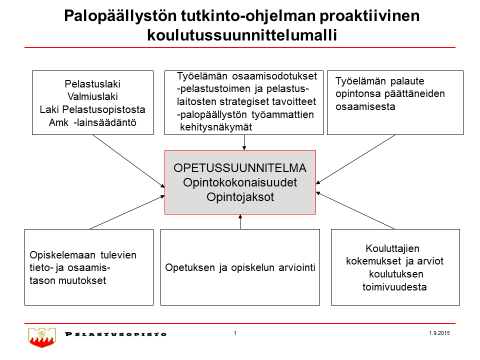 Palopäällystön tutkinto-ohjelman proaktiivinen
koulutussuunnittelumalli
Pelastuslaki
Valmiuslaki
Laki Pelastusopistosta
Amk -lainsäädäntö
Työelämän osaamisodotukset
-pelastustoimen ja pelastus-
laitosten strategiset tavoitteet
-palopäällystön työammattien
kehitysnäkymät
Työelämän palaute
opintonsa päättäneiden
osaamisesta
OPETUSSUUNNITELMA
Opintokokonaisuudet
Opintojaksot
Opiskelemaan tulevien
tieto- ja osaamis-
tason muutokset
Opetuksen ja opiskelun arviointi
Kouluttajien
kokemukset ja arviot
koulutuksen
toimivuudesta
PELASTUSOPISTO
1
1.9.2015